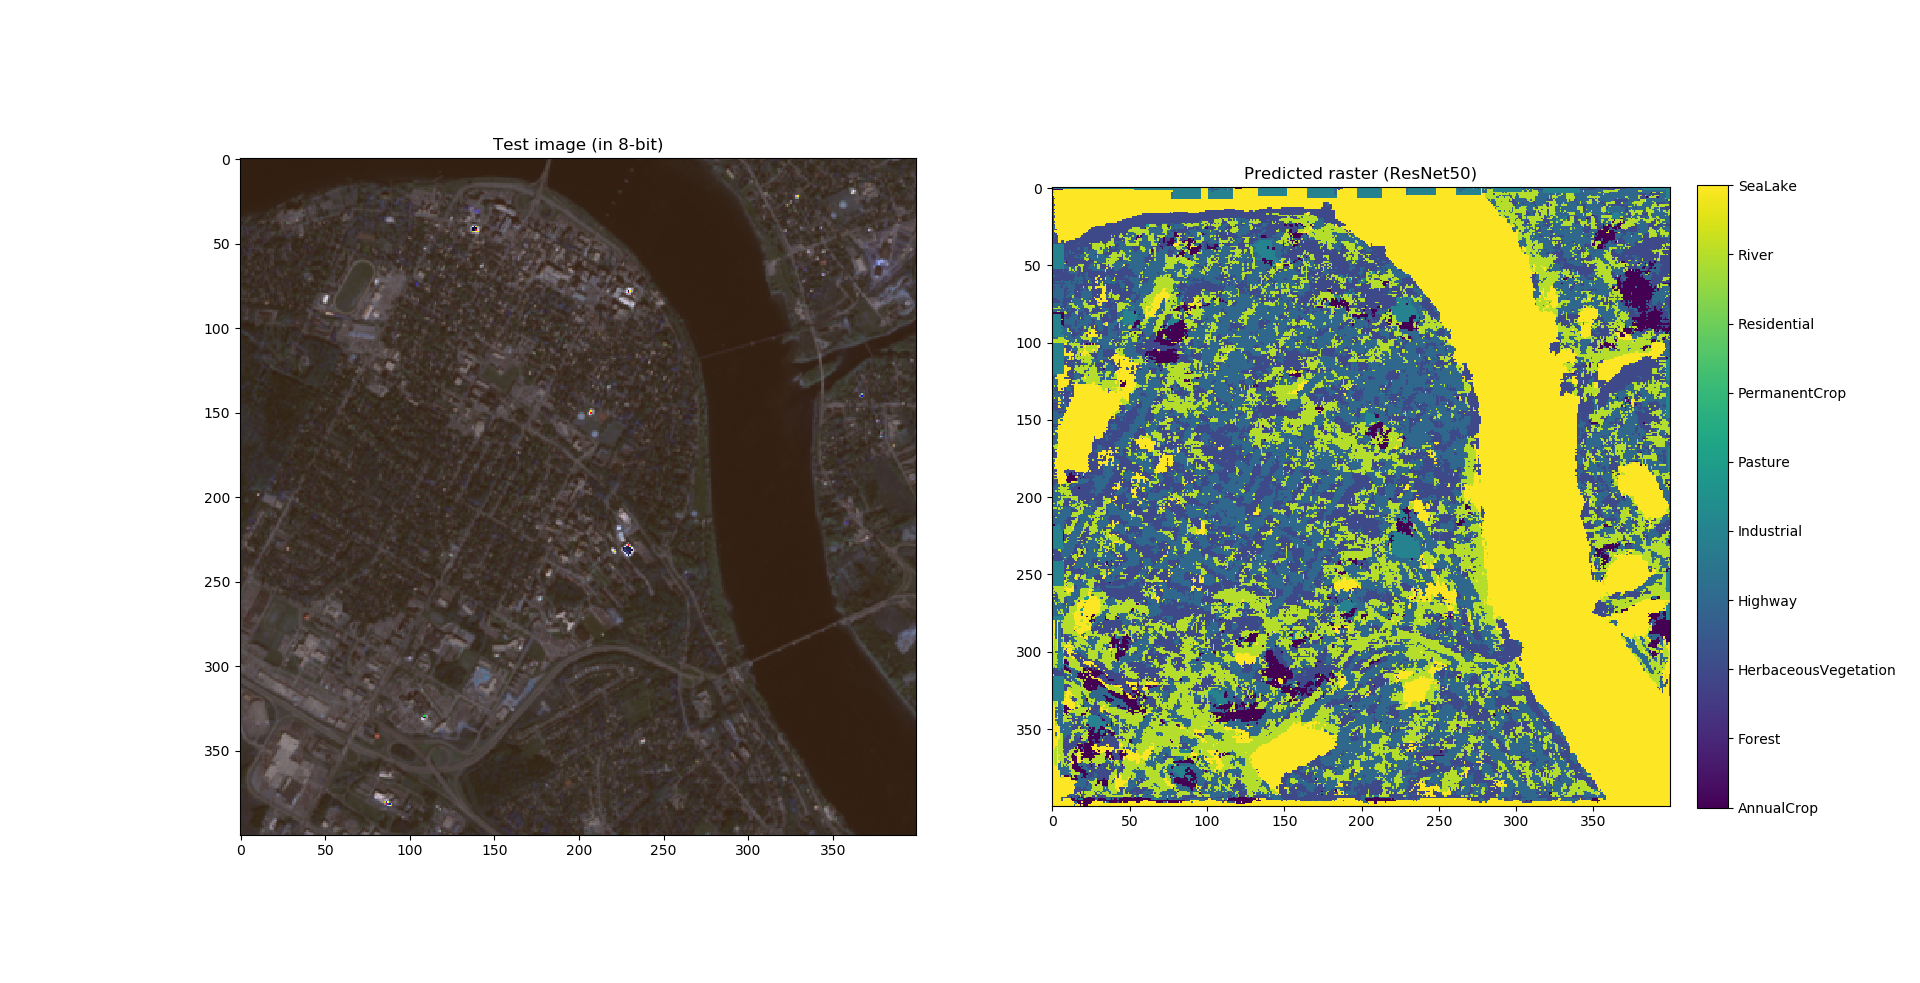 Test image (in 8-bit)
0
50
100
150
200
250
300
350
0 50 100 150 200 250 300 350
Predicted raster (ResNet50)
0
50
100
150
200
250
300
350
0 50 100 150 200 250 300 350
SeaLake
River
Residential
PermanentCrop
Pasture
Industrial
Highway
HerbaceousVegetation
Forest
AnnualCrop